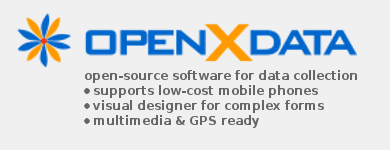 OPENXDATA
open-source software for data collection
• supports low-cost mobile phones
• visual designer for complex forms
• multimedia & GPS ready